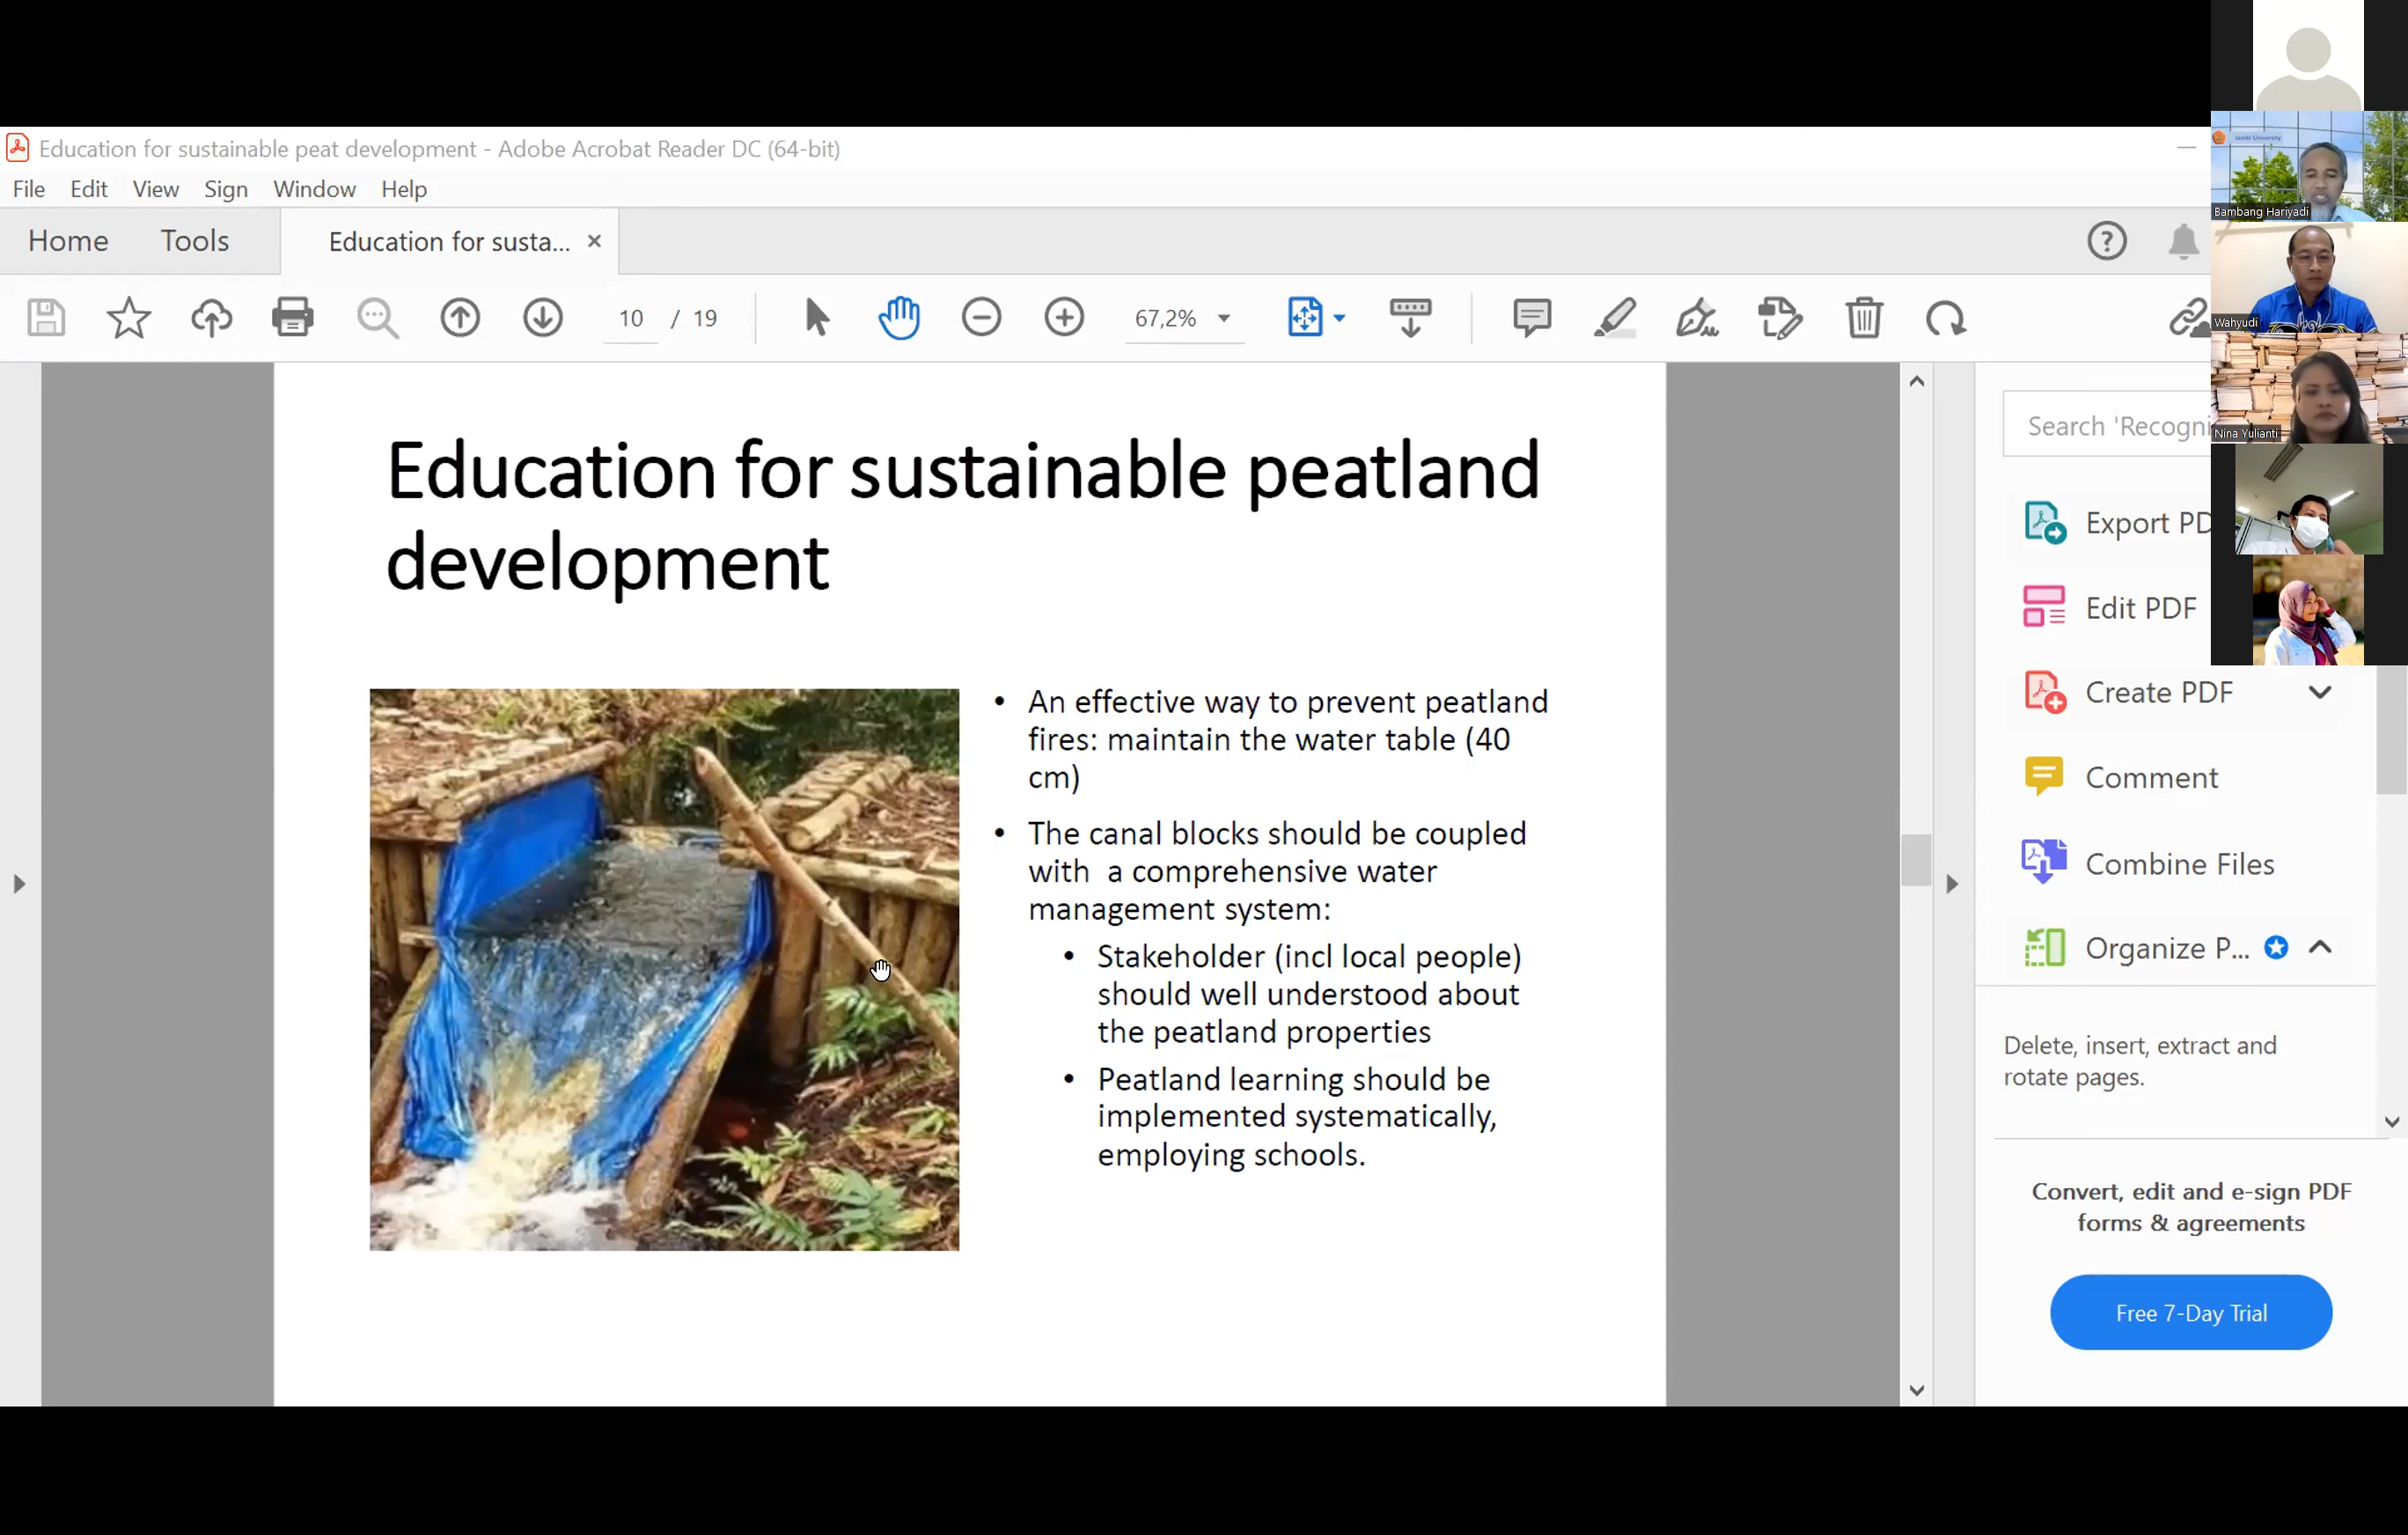 Education for sustainable peat development - Adobe Acrobat Reader DC (64-bit)
File Edit View Sign Window Help
Home Tools Education for susta...
10 / 19 67,2%
Education for sustainable peatland
development
• An effective way to prevent peatland
fires: maintain the water table (40
cm)
• The canal blocks should be coupled
with a comprehensive water
management system:
• Stakeholder (incl local people)
should well understood about
the peatland properties
• Peatland learning should be
implemented systematically,
employing schools.
Search 'Recogni
Export PD
Edit PDF
Create PDF
Comment
Combine Files
Organize P...
Delete, insert, extract and
rotate pages.
Convert, edit and e-sign PDF
forms & agreements
Free 7-Day Trial
Jambi University
Bambang Hariyadi
Wahyudi
Nina Yulianti